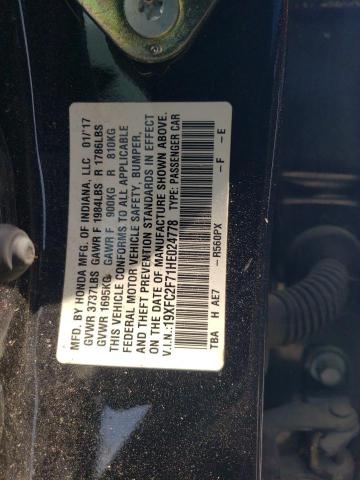 MFD. BY HONDA MFG. OF INDIANA, LLC 01/17
GVWR 3737LBS GAWR F 1984LBS R 1786LBS
GVWR 1695KG GAWR F 900KG R 810KG
THIS VEHICLE CONFORMS TO ALL APPLICABLE
FEDERAL MOTOR VEHICLE SAFETY, BUMPER,
AND THEFT PREVENTION STANDARDS IN EFFECT
ON THE DATE OF MANUFACTURE SHOWN ABOVE.
V.I.N.:19XFC2F71HE024778 TYPE: PASSENGER CAR
TBA H AE7 -R560PX -F -E